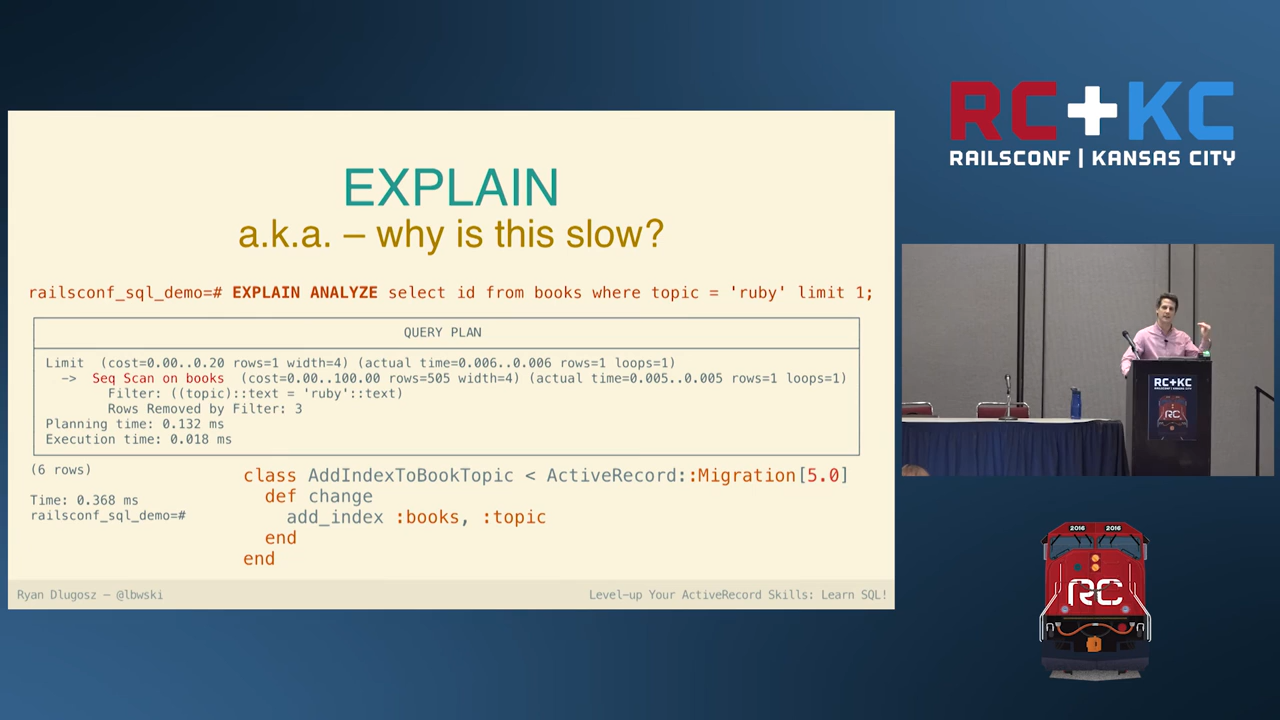 EXPLAIN
a.k.a. – why is this slow?
railsconf_sql_demo=# EXPLAIN ANALYZE select id from books where topic = 'ruby' limit 1;
QUERY PLAN
Limit  (cost=0.00..0.20 rows=1 width=4) (actual time=0.006..0.006 rows=1 loops=1)
  ->  Seq Scan on books  (cost=0.00..100.00 rows=505 width=4) (actual time=0.005..0.005 rows=1 loops=1)
        Filter: ((topic)::text = 'ruby'::text)
        Rows Removed by Filter: 3
Planning time: 0.132 ms
Execution time: 0.018 ms
(6 rows)
Time: 0.368 ms
railsconf_sql_demo=#
class AddIndexToBookTopic < ActiveRecord::Migration[5.0]
  def change
    add_index :books, :topic
  end
end
Ryan Dlugosz – @lbwski
Level-up Your ActiveRecord Skills: Learn SQL!
RC+KC
RAILSCONF | KANSAS CITY
RC+KC
RC
2016 2016
RC